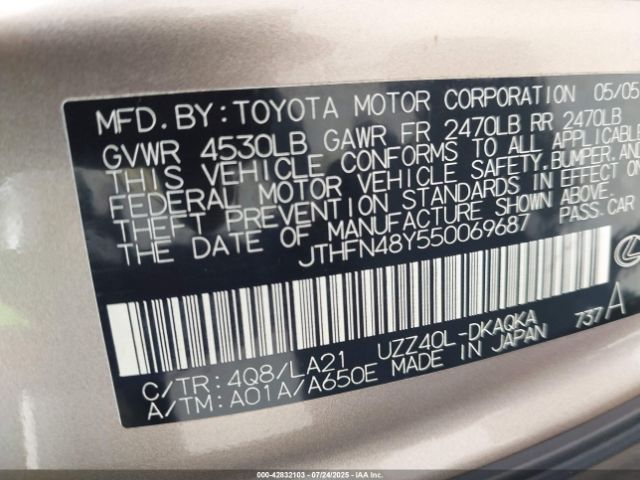 MFD. BY: TOYOTA MOTOR CORPORATION 05/05
GVWR 4530LB GAWR FR 2470LB RR 2470LB
THIS VEHICLE CONFORMS TO ALL APPLICABLE
FEDERAL MOTOR VEHICLE SAFETY, BUMPER, AND
THEFT PREVENTION STANDARDS IN EFFECT ON
THE DATE OF MANUFACTURE SHOWN ABOVE.
JTHFN48Y550069687 PASS. CAR
C/TR: 4Q8/LA21 UZZ40L-DKAQKA 737 A
A/TM: A01A/A650E MADE IN JAPAN
000-42832103 - 07/24/2025 - IAAI.COM